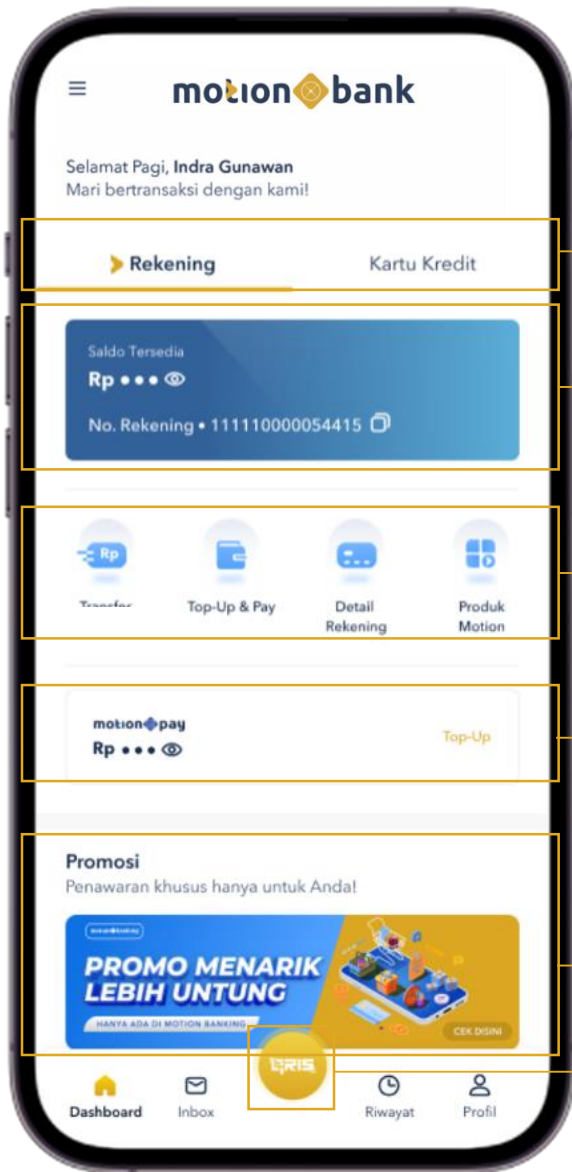 motion bank
Selamat Pagi, Indra Gunawan
Mari bertransaksi dengan kami!
Rekening
Kartu Kredit
Saldo Tersedia
Rp •••
No. Rekening • 111110000054415
Rp
Transfer
Top-Up & Pay
Detail
Rekening
Produk
Motion
motion pay
Rp •••
Top-Up
Promosi
Penawaran khusus hanya untuk Anda!
PROMO MENARIK
LEBIH UNTUNG
HANYA ADA DI MOTION BANKING
CEK DISINI
QRIS
Dashboard
Inbox
Riwayat
Profil